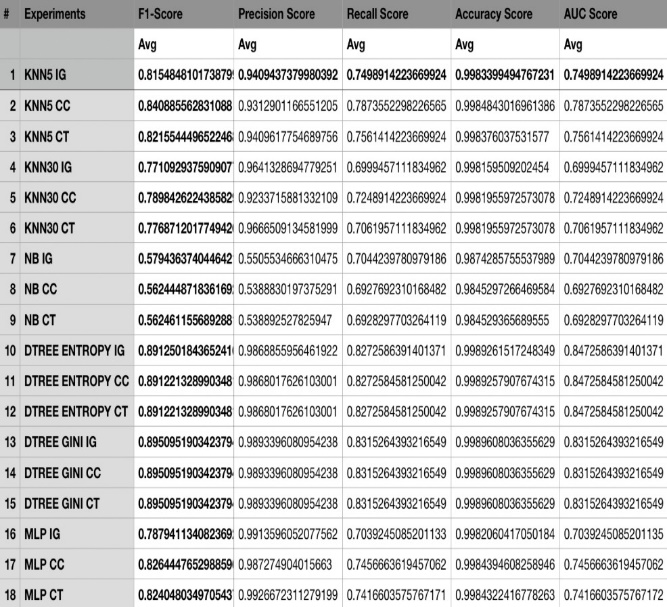 # Experiments F1-Score Precision Score Recall Score Accuracy Score AUC Score
Avg Avg Avg Avg Avg
1 KNN5 IG 0.815484810173879 0.9409437379980392 0.7498914223669924 0.9983399494767231 0.7498914223669924
2 KNN5 CC 0.840885562831088 0.9312901166551205 0.7873552298226565 0.9984843016961386 0.7873552298226565
3 KNN5 CT 0.821554449652246 0.9409617754689756 0.7561414223669924 0.998376037531577 0.7561414223669924
4 KNN30 IG 0.771092937590907 0.9641328694779251 0.6999457111834962 0.998159509202454 0.6999457111834962
5 KNN30 CC 0.789842622438582 0.9233715881332109 0.7248914223669924 0.9981955972573078 0.7248914223669924
6 KNN30 CT 0.776871201774942 0.9666509134581999 0.7061957111834962 0.9981955972573078 0.7061957111834962
7 NB IG 0.579436374044642 0.5505534666310475 0.7044239780979186 0.9874285755537989 0.7044239780979186
8 NB CC 0.562444871836169 0.5388830197375291 0.6927692310168482 0.9845297266469584 0.6927692310168482
9 NB CT 0.562461155689288 0.538892527825947 0.6928297703264119 0.984529365689555 0.6928297703264119
10 DTREE ENTROPY IG 0.891250184365241 0.9868855956461922 0.8272586391401371 0.9989261517248349 0.8472586391401371
11 DTREE ENTROPY CC 0.891221328990348 0.9868017626103001 0.8272584581250042 0.9989257907674315 0.8472584581250042
12 DTREE ENTROPY CT 0.891221328990348 0.9868017626103001 0.8272584581250042 0.9989257907674315 0.8472584581250042
13 DTREE GINI IG 0.895095190342379 0.9893396080954238 0.8315264393216549 0.9989608036355629 0.8315264393216549
14 DTREE GINI CC 0.895095190342379 0.9893396080954238 0.8315264393216549 0.9989608036355629 0.8315264393216549
15 DTREE GINI CT 0.895095190342379 0.9893396080954238 0.8315264393216549 0.9989608036355629 0.8315264393216549
16 MLP IG 0.787941134082369 0.9913596052077562 0.7039245085201133 0.9982060417050184 0.7039245085201135
17 MLP CC 0.826444765298859 0.987274904015663 0.7456663619457062 0.9984394608258946 0.7456663619457062
18 MLP CT 0.824048034970543 0.9926672311279199 0.7416603575767171 0.9984322416778263 0.7416603575767172